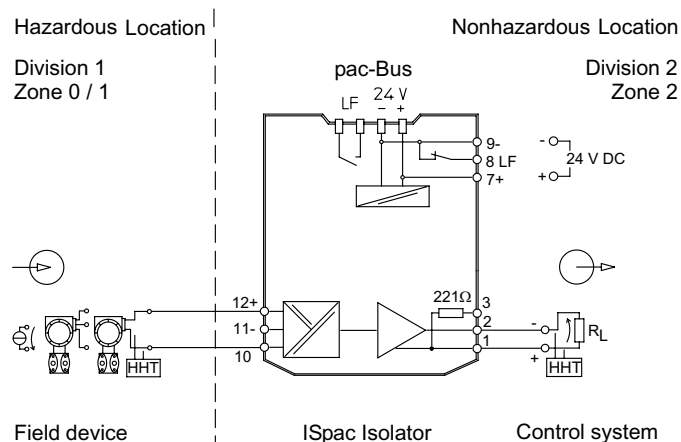 Hazardous Location
Nonhazardous Location
Division 1
Zone 0 / 1
pac-Bus
Division 2
Zone 2
LF
24 V
- +
9-
8 LF
7+
-
+
24 V DC
12+
11-
10
221Ω
3
2
1
-
+
RL
HHT
HHT
Field device
ISpac Isolator
Control system